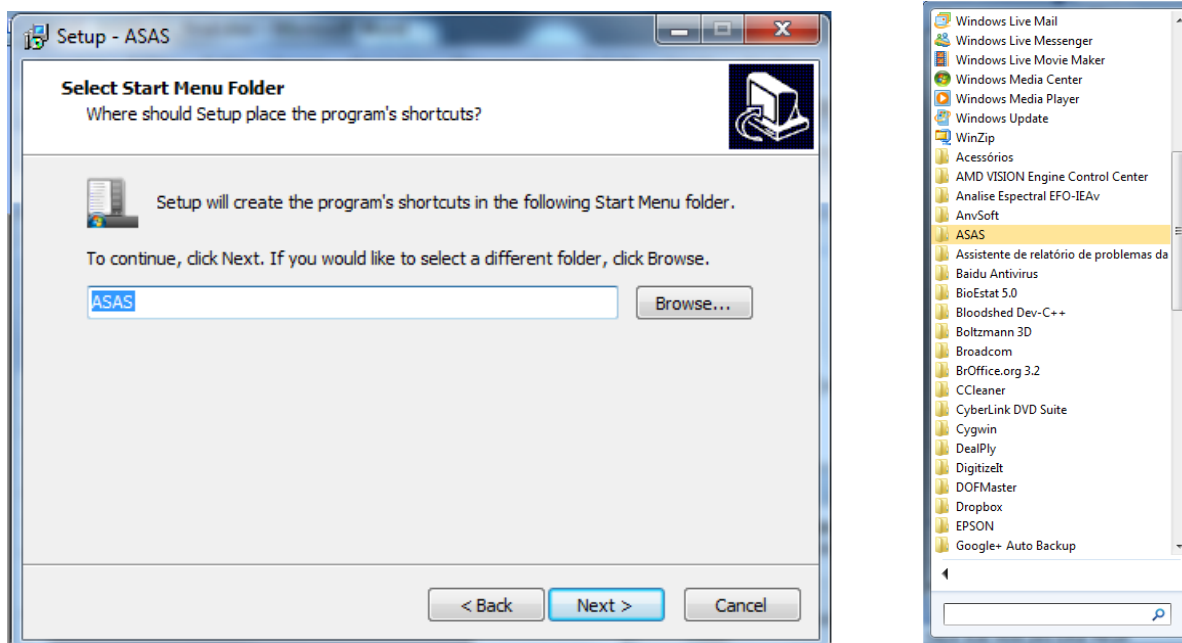 Setup - ASAS
Select Start Menu Folder
Where should Setup place the program's shortcuts?
Setup will create the program's shortcuts in the following Start Menu folder.
To continue, click Next. If you would like to select a different folder, click Browse.
ASAS
Browse...
< Back
Next >
Cancel
Windows Live Mail
Windows Live Messenger
Windows Live Movie Maker
Windows Media Center
Windows Media Player
Windows Update
WinZip
Acessórios
AMD VISION Engine Control Center
Analise Espectral EFO-IEAv
AnvSoft
ASAS
Assistente de relatório de problemas da
Baidu Antivirus
BioEstat 5.0
Bloodshed Dev-C++
Boltzmann 3D
Broadcom
BrOffice.org 3.2
CCleaner
CyberLink DVD Suite
Cygwin
DealPly
DigitizeIt
DOFMaster
Dropbox
EPSON
Google+ Auto Backup